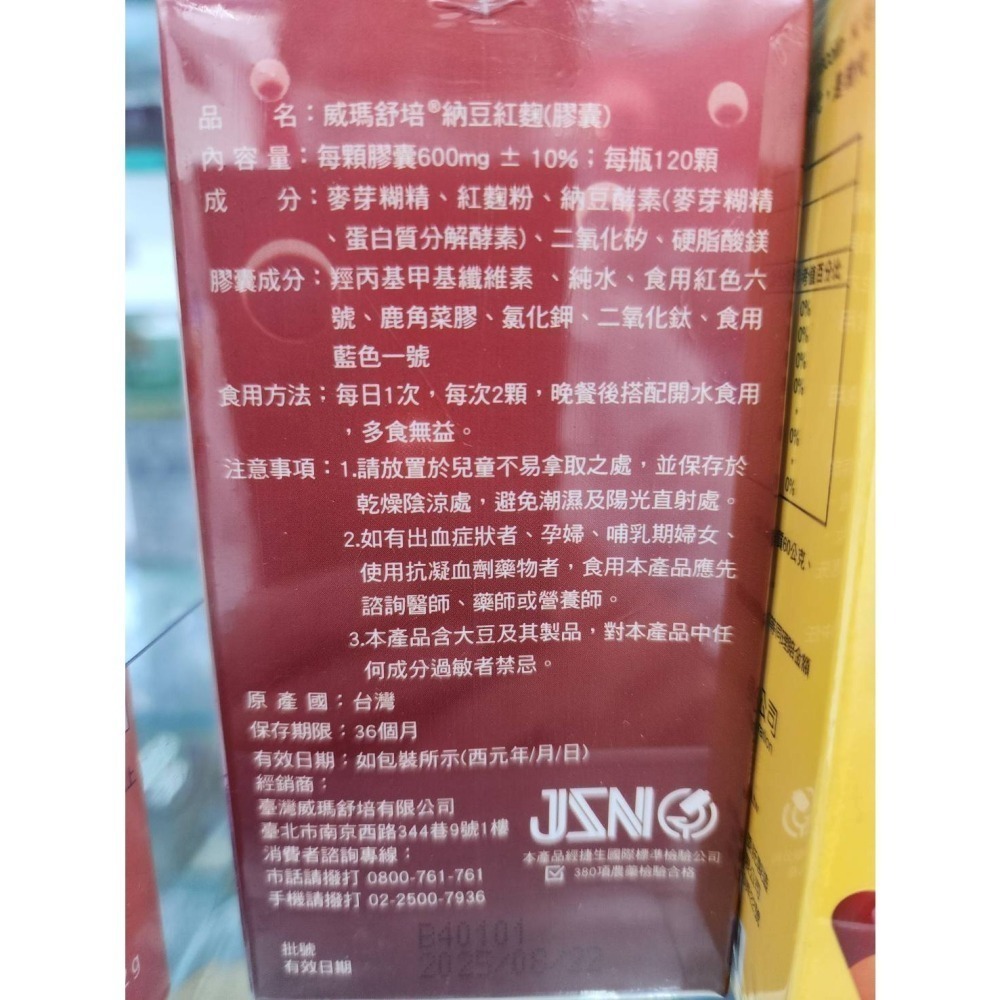 品　　名：威瑪舒培®納豆紅麴(膠囊)
內 容 量：每顆膠囊600mg ± 10%；每瓶120顆
成　　分：麥芽糊精、紅麴粉、納豆酵素(麥芽糊精
、蛋白質分解酵素)、二氧化矽、硬脂酸鎂
膠囊成分：羥丙基甲基纖維素 、純水、食用紅色六
號、鹿角菜膠、氯化鉀、二氧化鈦、食用
藍色一號
食用方法：每日1次，每次2顆，晚餐後搭配開水食用
，多食無益。
注意事項：1.請放置於兒童不易拿取之處，並保存於
乾燥陰涼處，避免潮濕及陽光直射處。
2.如有出血症狀者、孕婦、哺乳期婦女、
使用抗凝血劑藥物者，食用本產品應先
諮詢醫師、藥師或營養師。
3.本產品含大豆及其製品，對本產品中任
何成分過敏者禁忌。
原 產 國：台灣
保存期限：36個月
有效日期：如包裝所示(西元年/月/日)
經銷商：
臺灣威瑪舒培有限公司
臺北市南京西路344巷9號1樓
消費者諮詢專線：
市話請撥打 0800-761-761
手機請撥打 02-2500-7936
JSN
本產品經捷生國際標準檢驗公司
380項農藥檢驗合格
批號
B40101
有效日期
2025/08/22
百分比
0%
0%
0%
0%
0%
0%
60公克、
公司